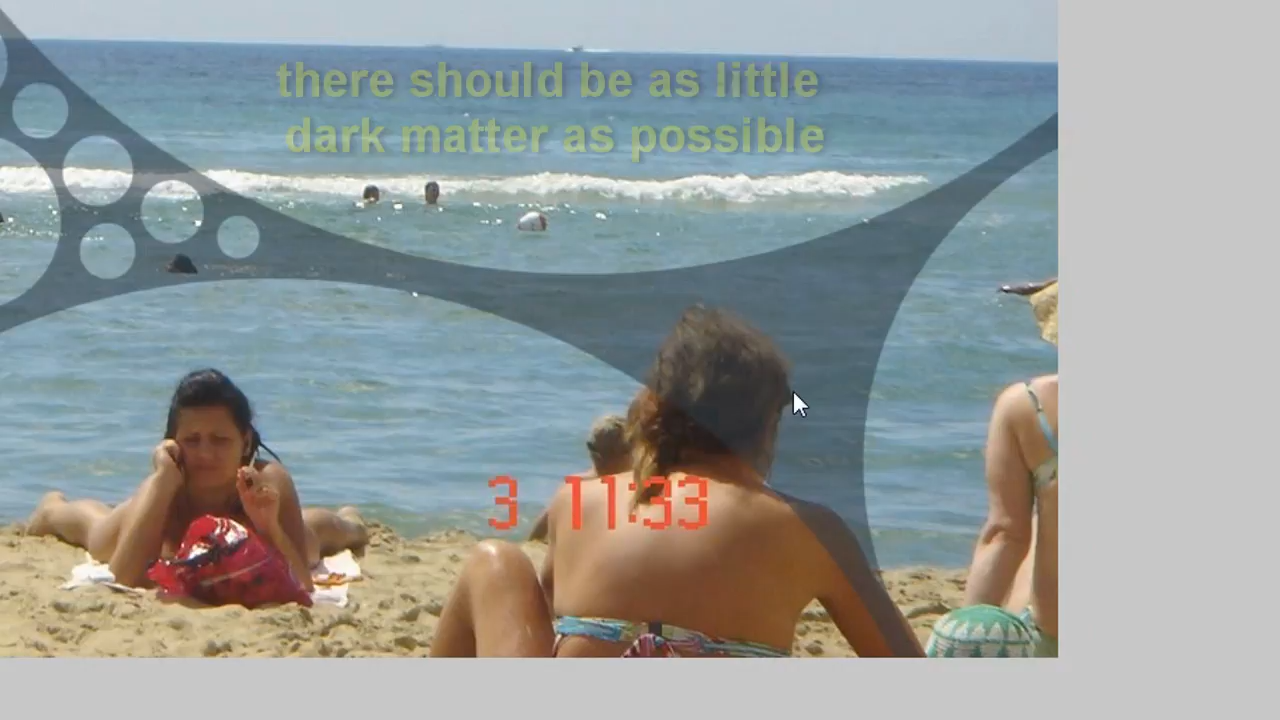 there should be as little
dark matter as possible
3 11:33